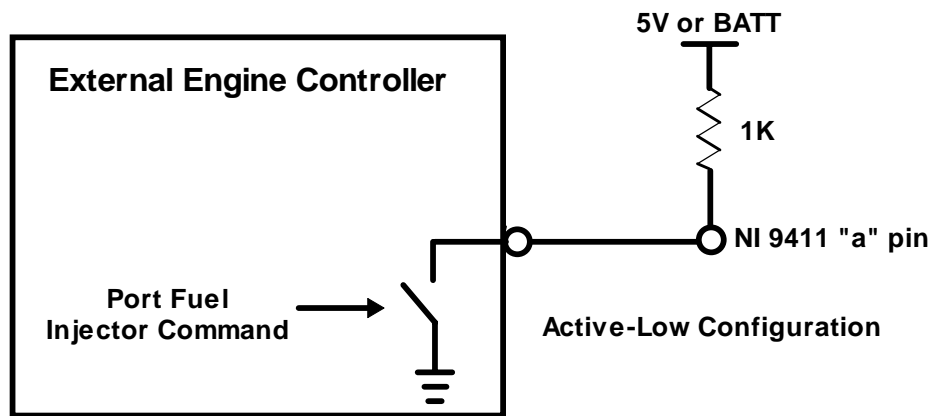 5V or BATT
External Engine Controller
1K
NI 9411 "a" pin
Port Fuel
Injector Command
Active-Low Configuration